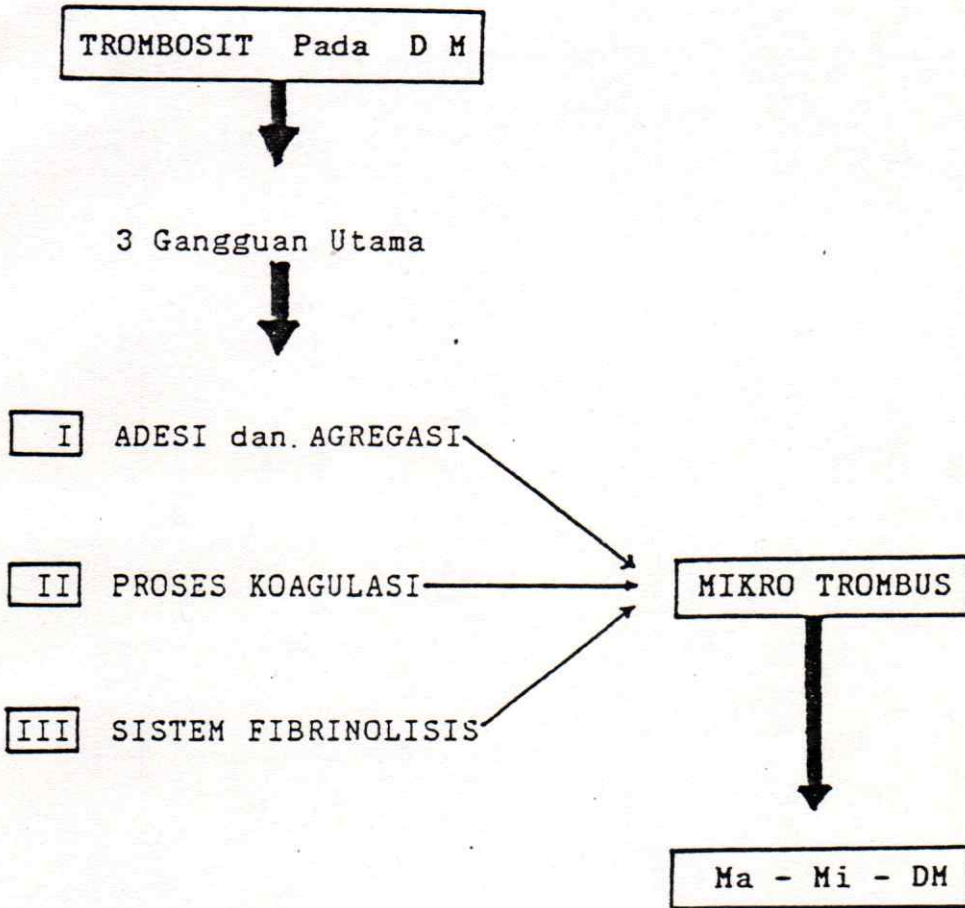 TROMBOSIT Pada D M
3 Gangguan Utama
I ADESI dan. AGREGASI
II PROSES KOAGULASI
III SISTEM FIBRINOLISIS
MIKRO TROMBUS
Ma - Mi - DM